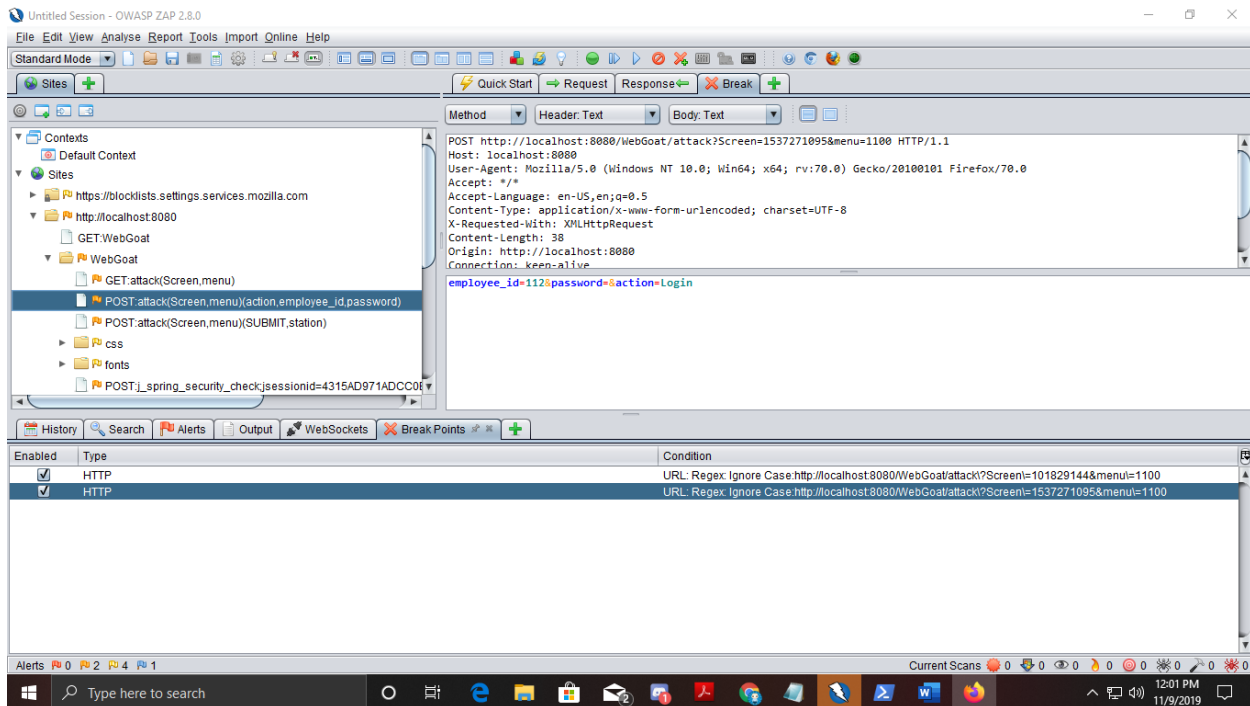 Untitled Session - OWASP ZAP 2.8.0
File Edit View Analyse Report Tools Import Online Help
Standard Mode
Sites
Quick Start Request Response Break
Method Header: Text Body: Text
Contexts
Default Context
Sites
https://blocklists.settings.services.mozilla.com
http://localhost:8080
GET:WebGoat
WebGoat
GET:attack(Screen,menu)
POST:attack(Screen,menu)(action,employee_id,password)
POST:attack(Screen,menu)(SUBMIT,station)
css
fonts
POST:j_spring_security_check;jsessionid=4315AD971ADCC0
POST http://localhost:8080/WebGoat/attack?Screen=1537271095&menu=1100 HTTP/1.1
Host: localhost:8080
User-Agent: Mozilla/5.0 (Windows NT 10.0; Win64; x64; rv:70.0) Gecko/20100101 Firefox/70.0
Accept: */*
Accept-Language: en-US,en;q=0.5
Content-Type: application/x-www-form-urlencoded; charset=UTF-8
X-Requested-With: XMLHttpRequest
Content-Length: 38
Origin: http://localhost:8080
Connection: keep-alive
employee_id=112&password=&action=Login
History Search Alerts Output WebSockets Break Points
Enabled Type Condition
HTTP URL: Regex: Ignore Case:http://localhost:8080/WebGoat/attack\?Screen\=101829144&menu\=1100
HTTP URL: Regex: Ignore Case:http://localhost:8080/WebGoat/attack\?Screen\=1537271095&menu\=1100
Alerts 0 2 4 1 Current Scans 0 0 0 0 0 0 0 0
Type here to search
12:01 PM
11/9/2019